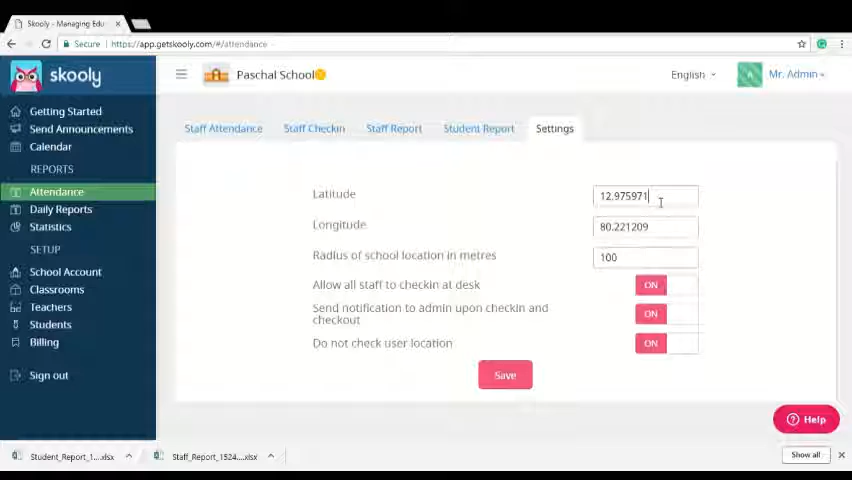 Skooly - Managing Edu
Secure
https://app.getskooly.com/#/attendance
skooly
Paschal School
English
A
Mr. Admin
Getting Started
Send Announcements
Calendar
REPORTS
Attendance
Daily Reports
Statistics
SETUP
School Account
Classrooms
Teachers
Students
Billing
Sign out
Staff Attendance
Staff Checkin
Staff Report
Student Report
Settings
Latitude
12.975971
Longitude
80.221209
Radius of school location in metres
100
Allow all staff to checkin at desk
ON
Send notification to admin upon checkin and
checkout
ON
Do not check user location
ON
Save
Help
Student_Report_1....xlsx
Staff_Report_1524....xlsx
Show all